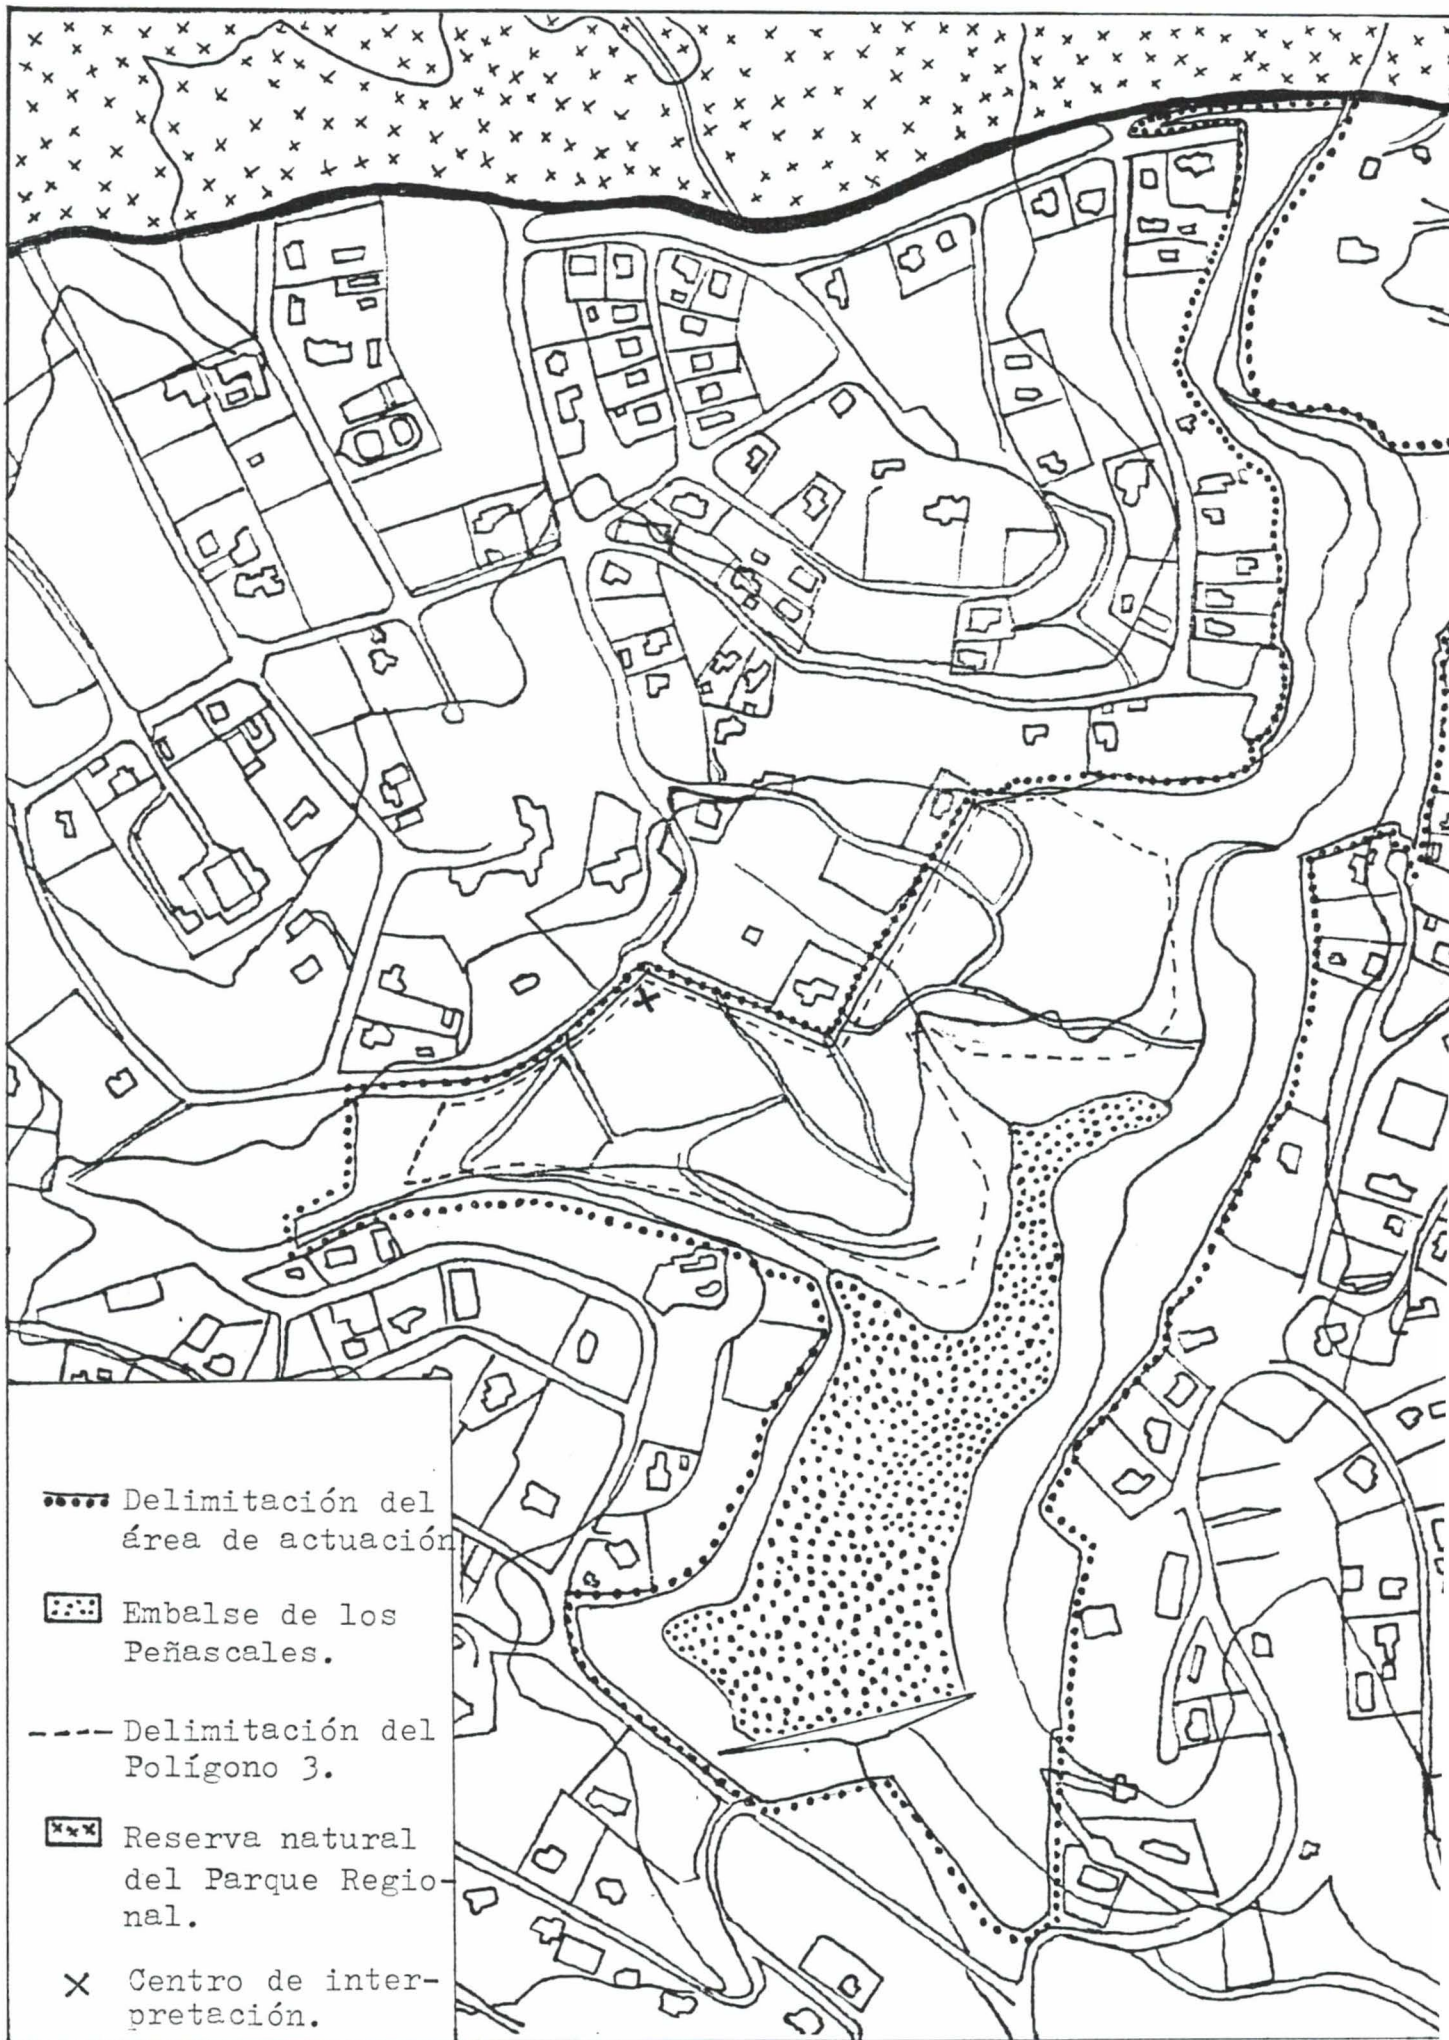 Delimitación del
área de actuación
Embalse de los
Peñascales.
Delimitación del
Polígono 3.
Reserva natural
del Parque Regio-
nal.
Centro de inter-
pretación.